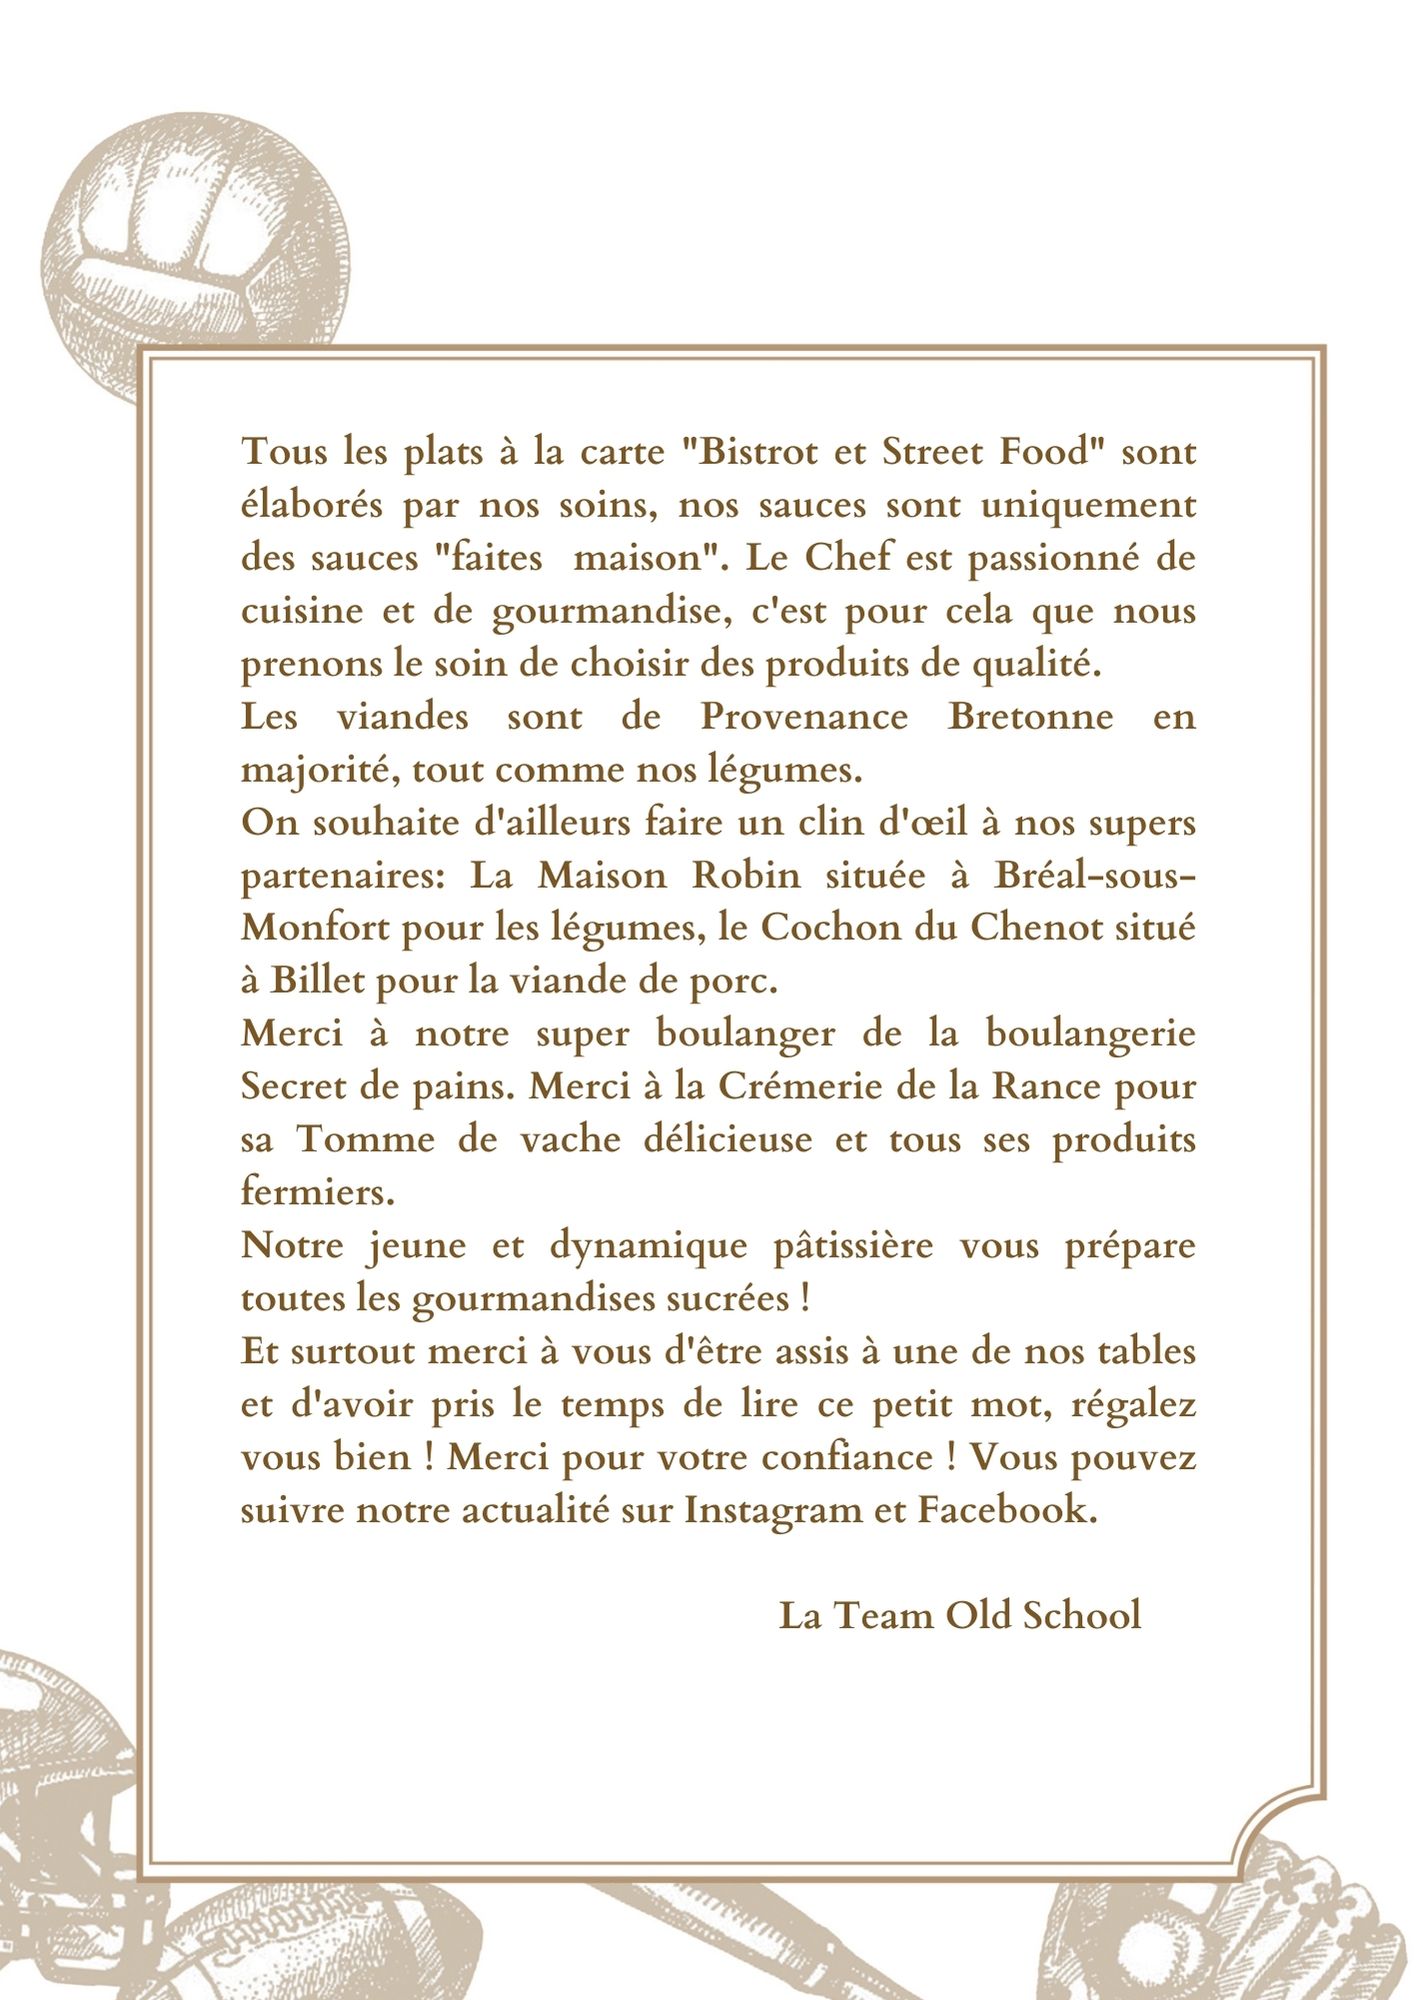 Tous les plats à la carte "Bistrot et Street Food" sont
élaborés par nos soins, nos sauces sont uniquement
des sauces "faites  maison". Le Chef est passionné de
cuisine et de gourmandise, c'est pour cela que nous
prenons le soin de choisir des produits de qualité.
Les viandes sont de Provenance Bretonne en
majorité, tout comme nos légumes.
On souhaite d'ailleurs faire un clin d'œil à nos supers
partenaires: La Maison Robin située à Bréal-sous-
Monfort pour les légumes, le Cochon du Chenot situé
à Billet pour la viande de porc.
Merci à notre super boulanger de la boulangerie
Secret de pains. Merci à la Crémerie de la Rance pour
sa Tomme de vache délicieuse et tous ses produits
fermiers.
Notre jeune et dynamique pâtissière vous prépare
toutes les gourmandises sucrées !
Et surtout merci à vous d'être assis à une de nos tables
et d'avoir pris le temps de lire ce petit mot, régalez
vous bien ! Merci pour votre confiance ! Vous pouvez
suivre notre actualité sur Instagram et Facebook.
La Team Old School